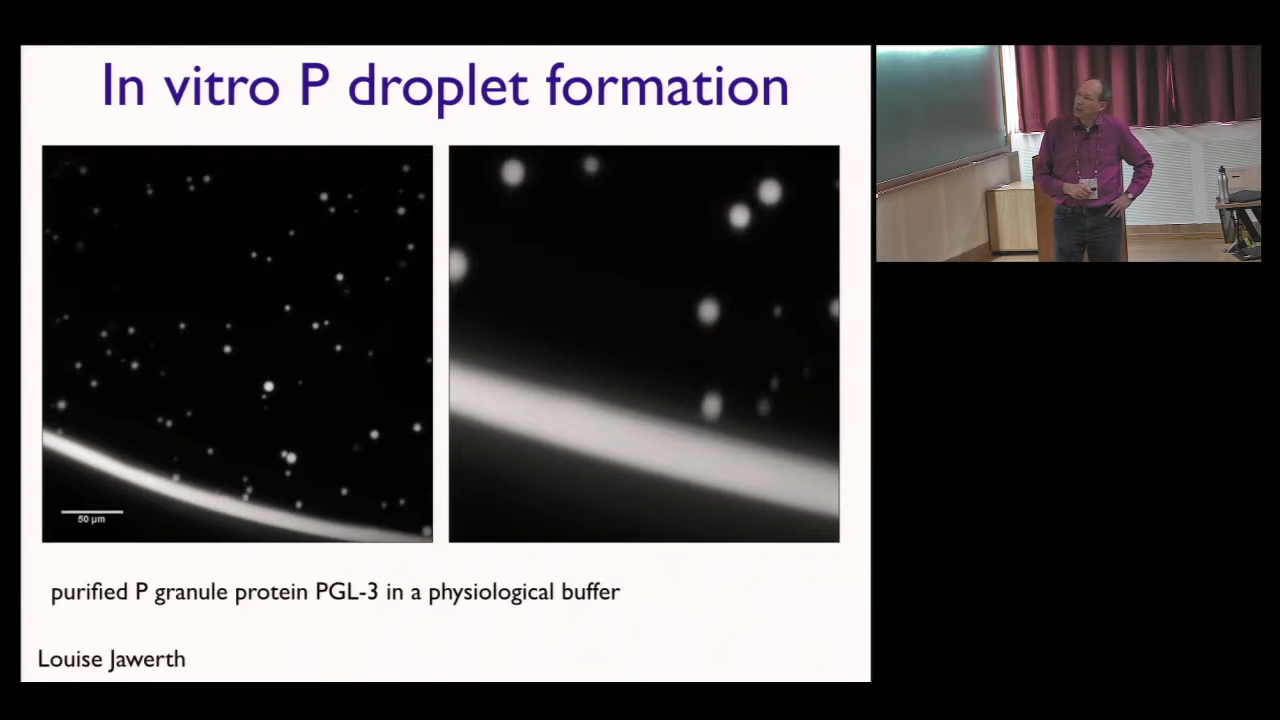 In vitro P droplet formation
50 µm
purified P granule protein PGL-3 in a physiological buffer
Louise Jawerth